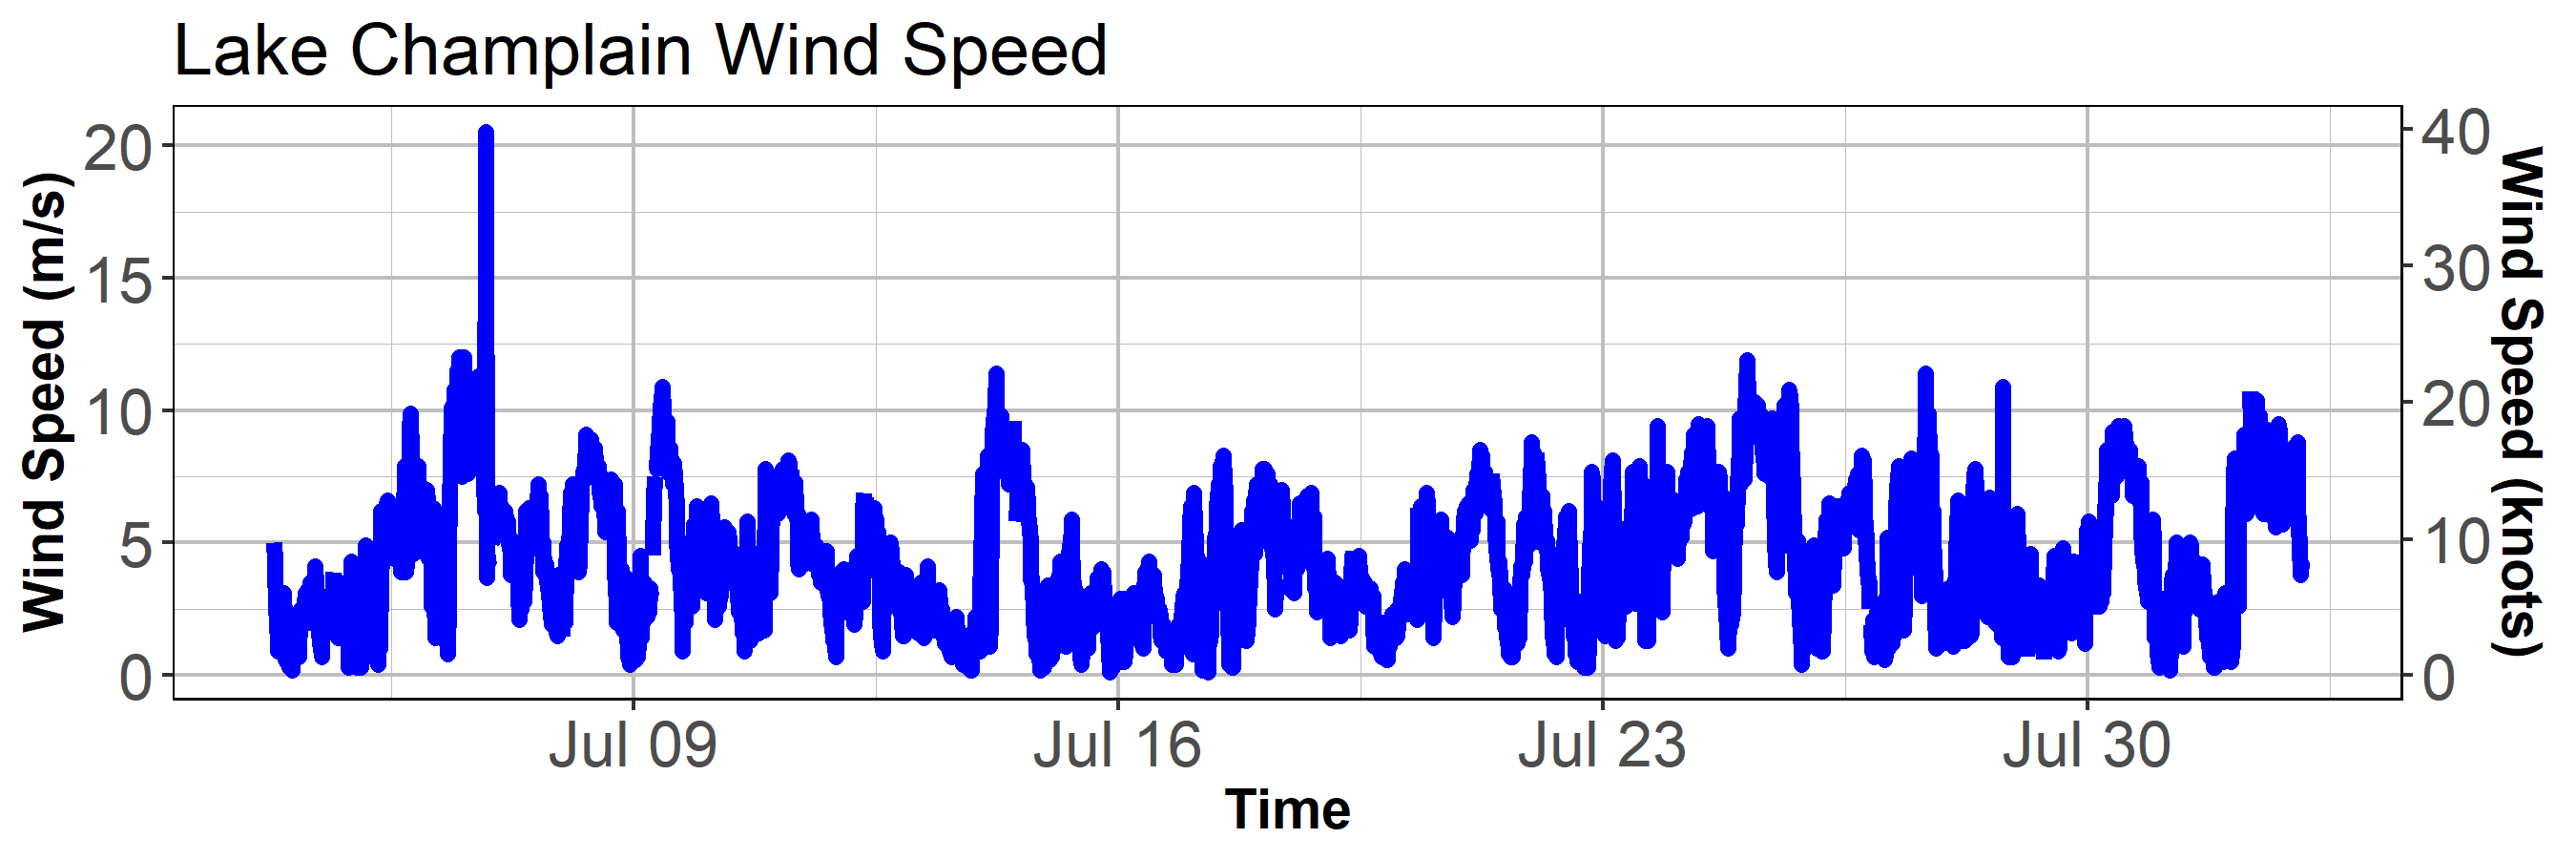 Lake Champlain Wind Speed
Wind Speed (m/s)
20
15
10
5
0
40
30
20
10
0
Wind Speed (knots)
Jul 09
Jul 16
Jul 23
Jul 30
Time